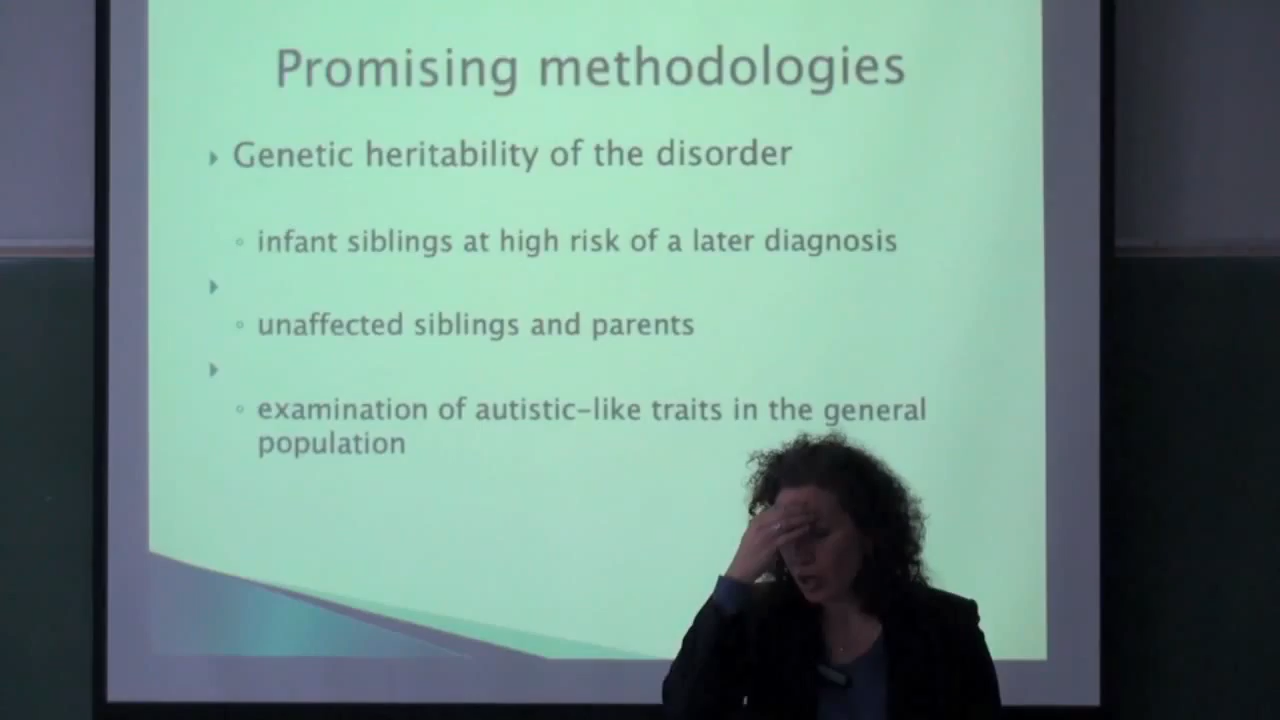 Promising methodologies
Genetic heritability of the disorder
infant siblings at high risk of a later diagnosis
unaffected siblings and parents
examination of autistic-like traits in the general
population